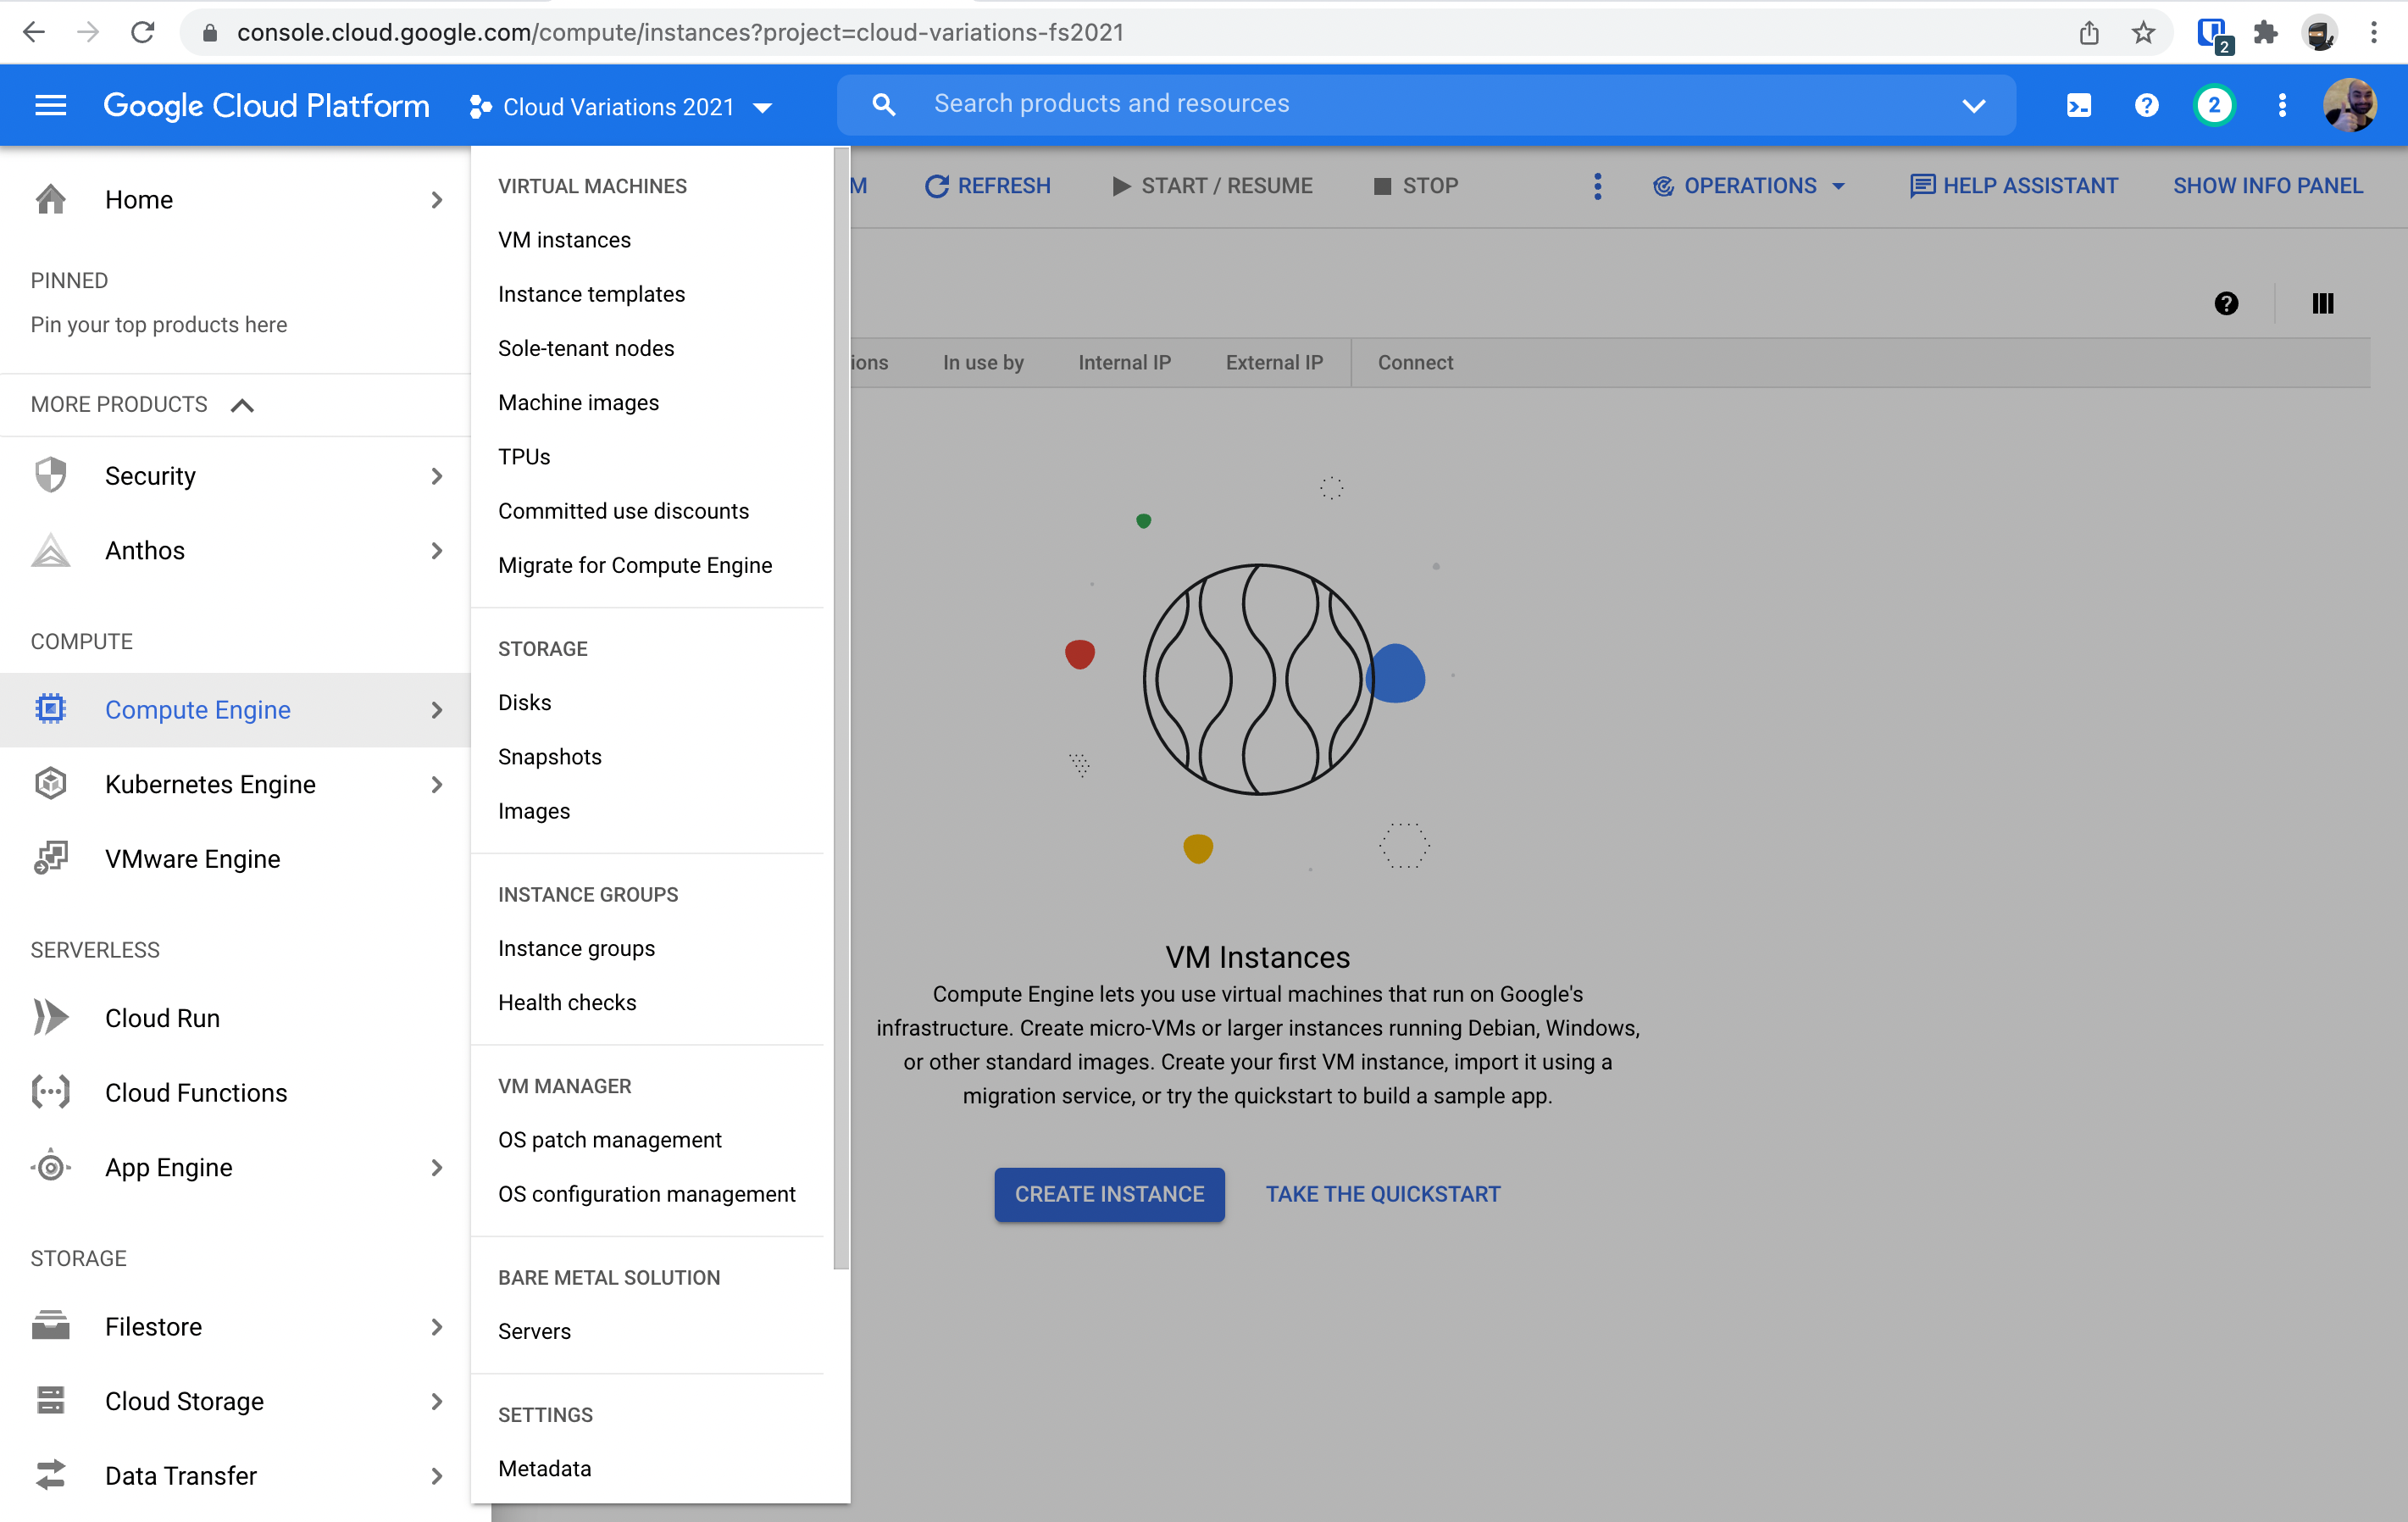 console.cloud.google.com/compute/instances?project=cloud-variations-fs2021
2
Google Cloud Platform
Cloud Variations 2021
Search products and resources
2
Home
PINNED
Pin your top products here
MORE PRODUCTS
Security
Anthos
COMPUTE
Compute Engine
Kubernetes Engine
VMware Engine
SERVERLESS
Cloud Run
Cloud Functions
App Engine
STORAGE
Filestore
Cloud Storage
Data Transfer
VIRTUAL MACHINES
VM instances
Instance templates
Sole-tenant nodes
Machine images
TPUs
Committed use discounts
Migrate for Compute Engine
STORAGE
Disks
Snapshots
Images
INSTANCE GROUPS
Instance groups
Health checks
VM MANAGER
OS patch management
OS configuration management
BARE METAL SOLUTION
Servers
SETTINGS
Metadata
M REFRESH START / RESUME STOP OPERATIONS HELP ASSISTANT SHOW INFO PANEL
ions In use by Internal IP External IP Connect
VM Instances
Compute Engine lets you use virtual machines that run on Google's
infrastructure. Create micro-VMs or larger instances running Debian, Windows,
or other standard images. Create your first VM instance, import it using a
migration service, or try the quickstart to build a sample app.
CREATE INSTANCE TAKE THE QUICKSTART